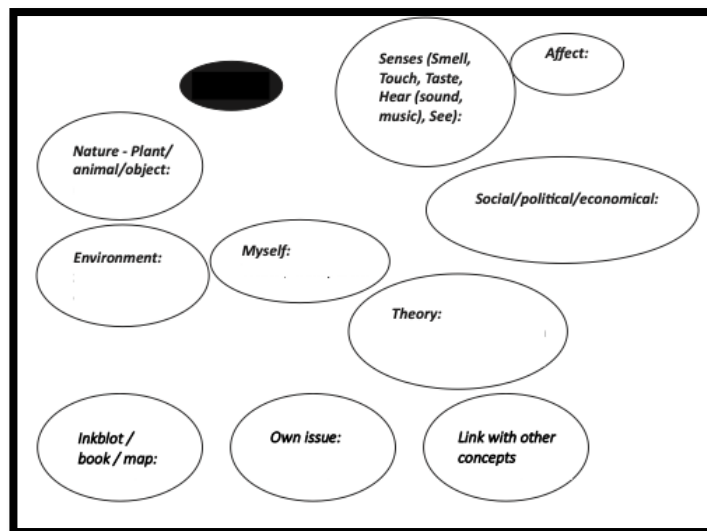 Senses (Smell,
Touch, Taste,
Hear (sound,
music), See):
Affect:
Nature - Plant/
animal/object:
Social/political/economical:
Environment:
Myself:
Theory:
Inkblot /
book / map:
Own issue:
Link with other
concepts